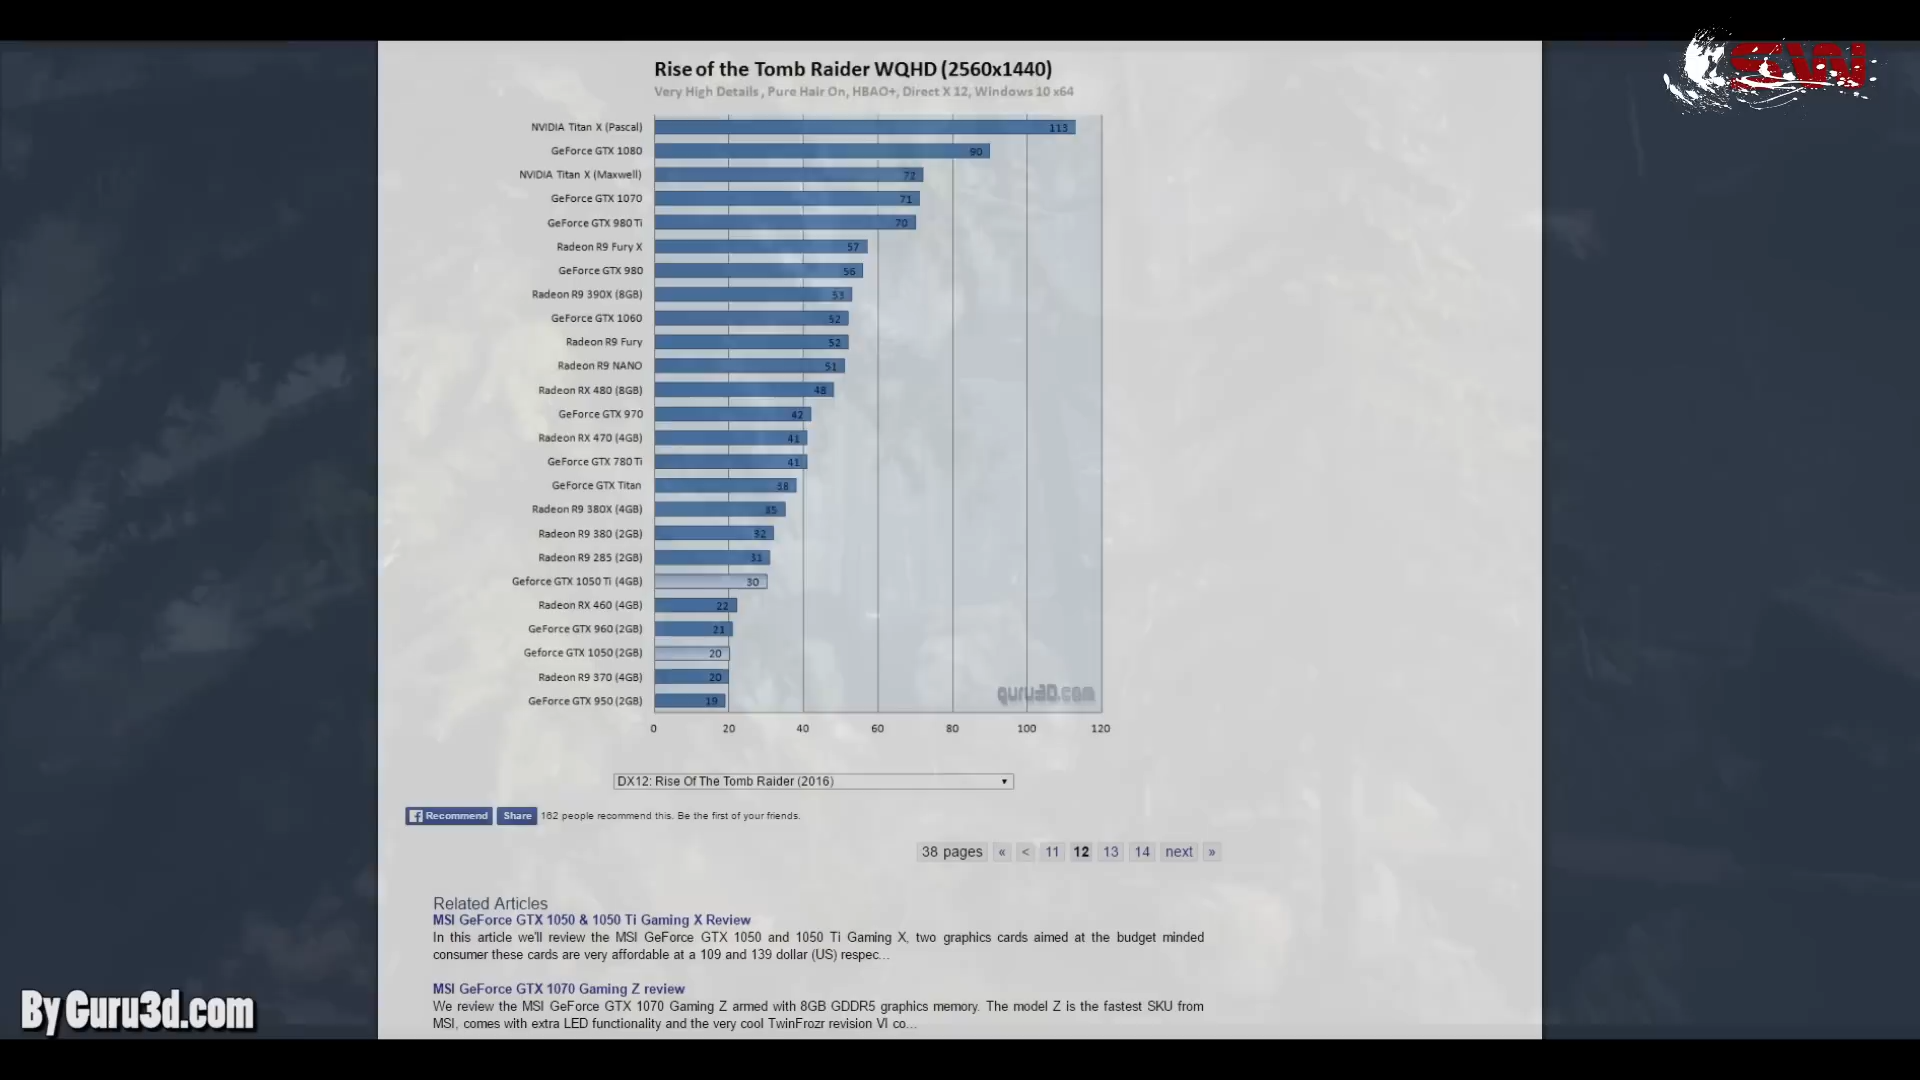 SW
Rise of the Tomb Raider WQHD (2560x1440)
Very High Details , Pure Hair On, HBAO+, Direct X 12, Windows 10 x64
NVIDIA Titan X (Pascal) 113
GeForce GTX 1080 90
NVIDIA Titan X (Maxwell) 72
GeForce GTX 1070 71
GeForce GTX 980 Ti 70
Radeon R9 Fury X 57
GeForce GTX 980 56
Radeon R9 390X (8GB) 53
GeForce GTX 1060 52
Radeon R9 Fury 52
Radeon R9 NANO 51
Radeon RX 480 (8GB) 48
GeForce GTX 970 42
Radeon RX 470 (4GB) 41
GeForce GTX 780 Ti 41
GeForce GTX Titan 38
Radeon R9 380X (4GB) 35
Radeon R9 380 (2GB) 32
Radeon R9 285 (2GB) 31
Geforce GTX 1050 Ti (4GB) 30
Radeon RX 460 (4GB) 22
GeForce GTX 960 (2GB) 21
Geforce GTX 1050 (2GB) 20
Radeon R9 370 (4GB) 20
GeForce GTX 950 (2GB) 19
guru3D.com
0 20 40 60 80 100 120
DX12: Rise Of The Tomb Raider (2016)
Recommend Share 162 people recommend this. Be the first of your friends.
38 pages « < 11 12 13 14 next »
Related Articles
MSI GeForce GTX 1050 & 1050 Ti Gaming X Review
In this article we'll review the MSI GeForce GTX 1050 and 1050 Ti Gaming X, two graphics cards aimed at the budget minded
consumer these cards are very affordable at a 109 and 139 dollar (US) respec...
MSI GeForce GTX 1070 Gaming Z review
We review the MSI GeForce GTX 1070 Gaming Z armed with 8GB GDDR5 graphics memory. The model Z is the fastest SKU from
MSI, comes with extra LED functionality and the very cool TwinFrozr revision VI co...
By Guru3d.com